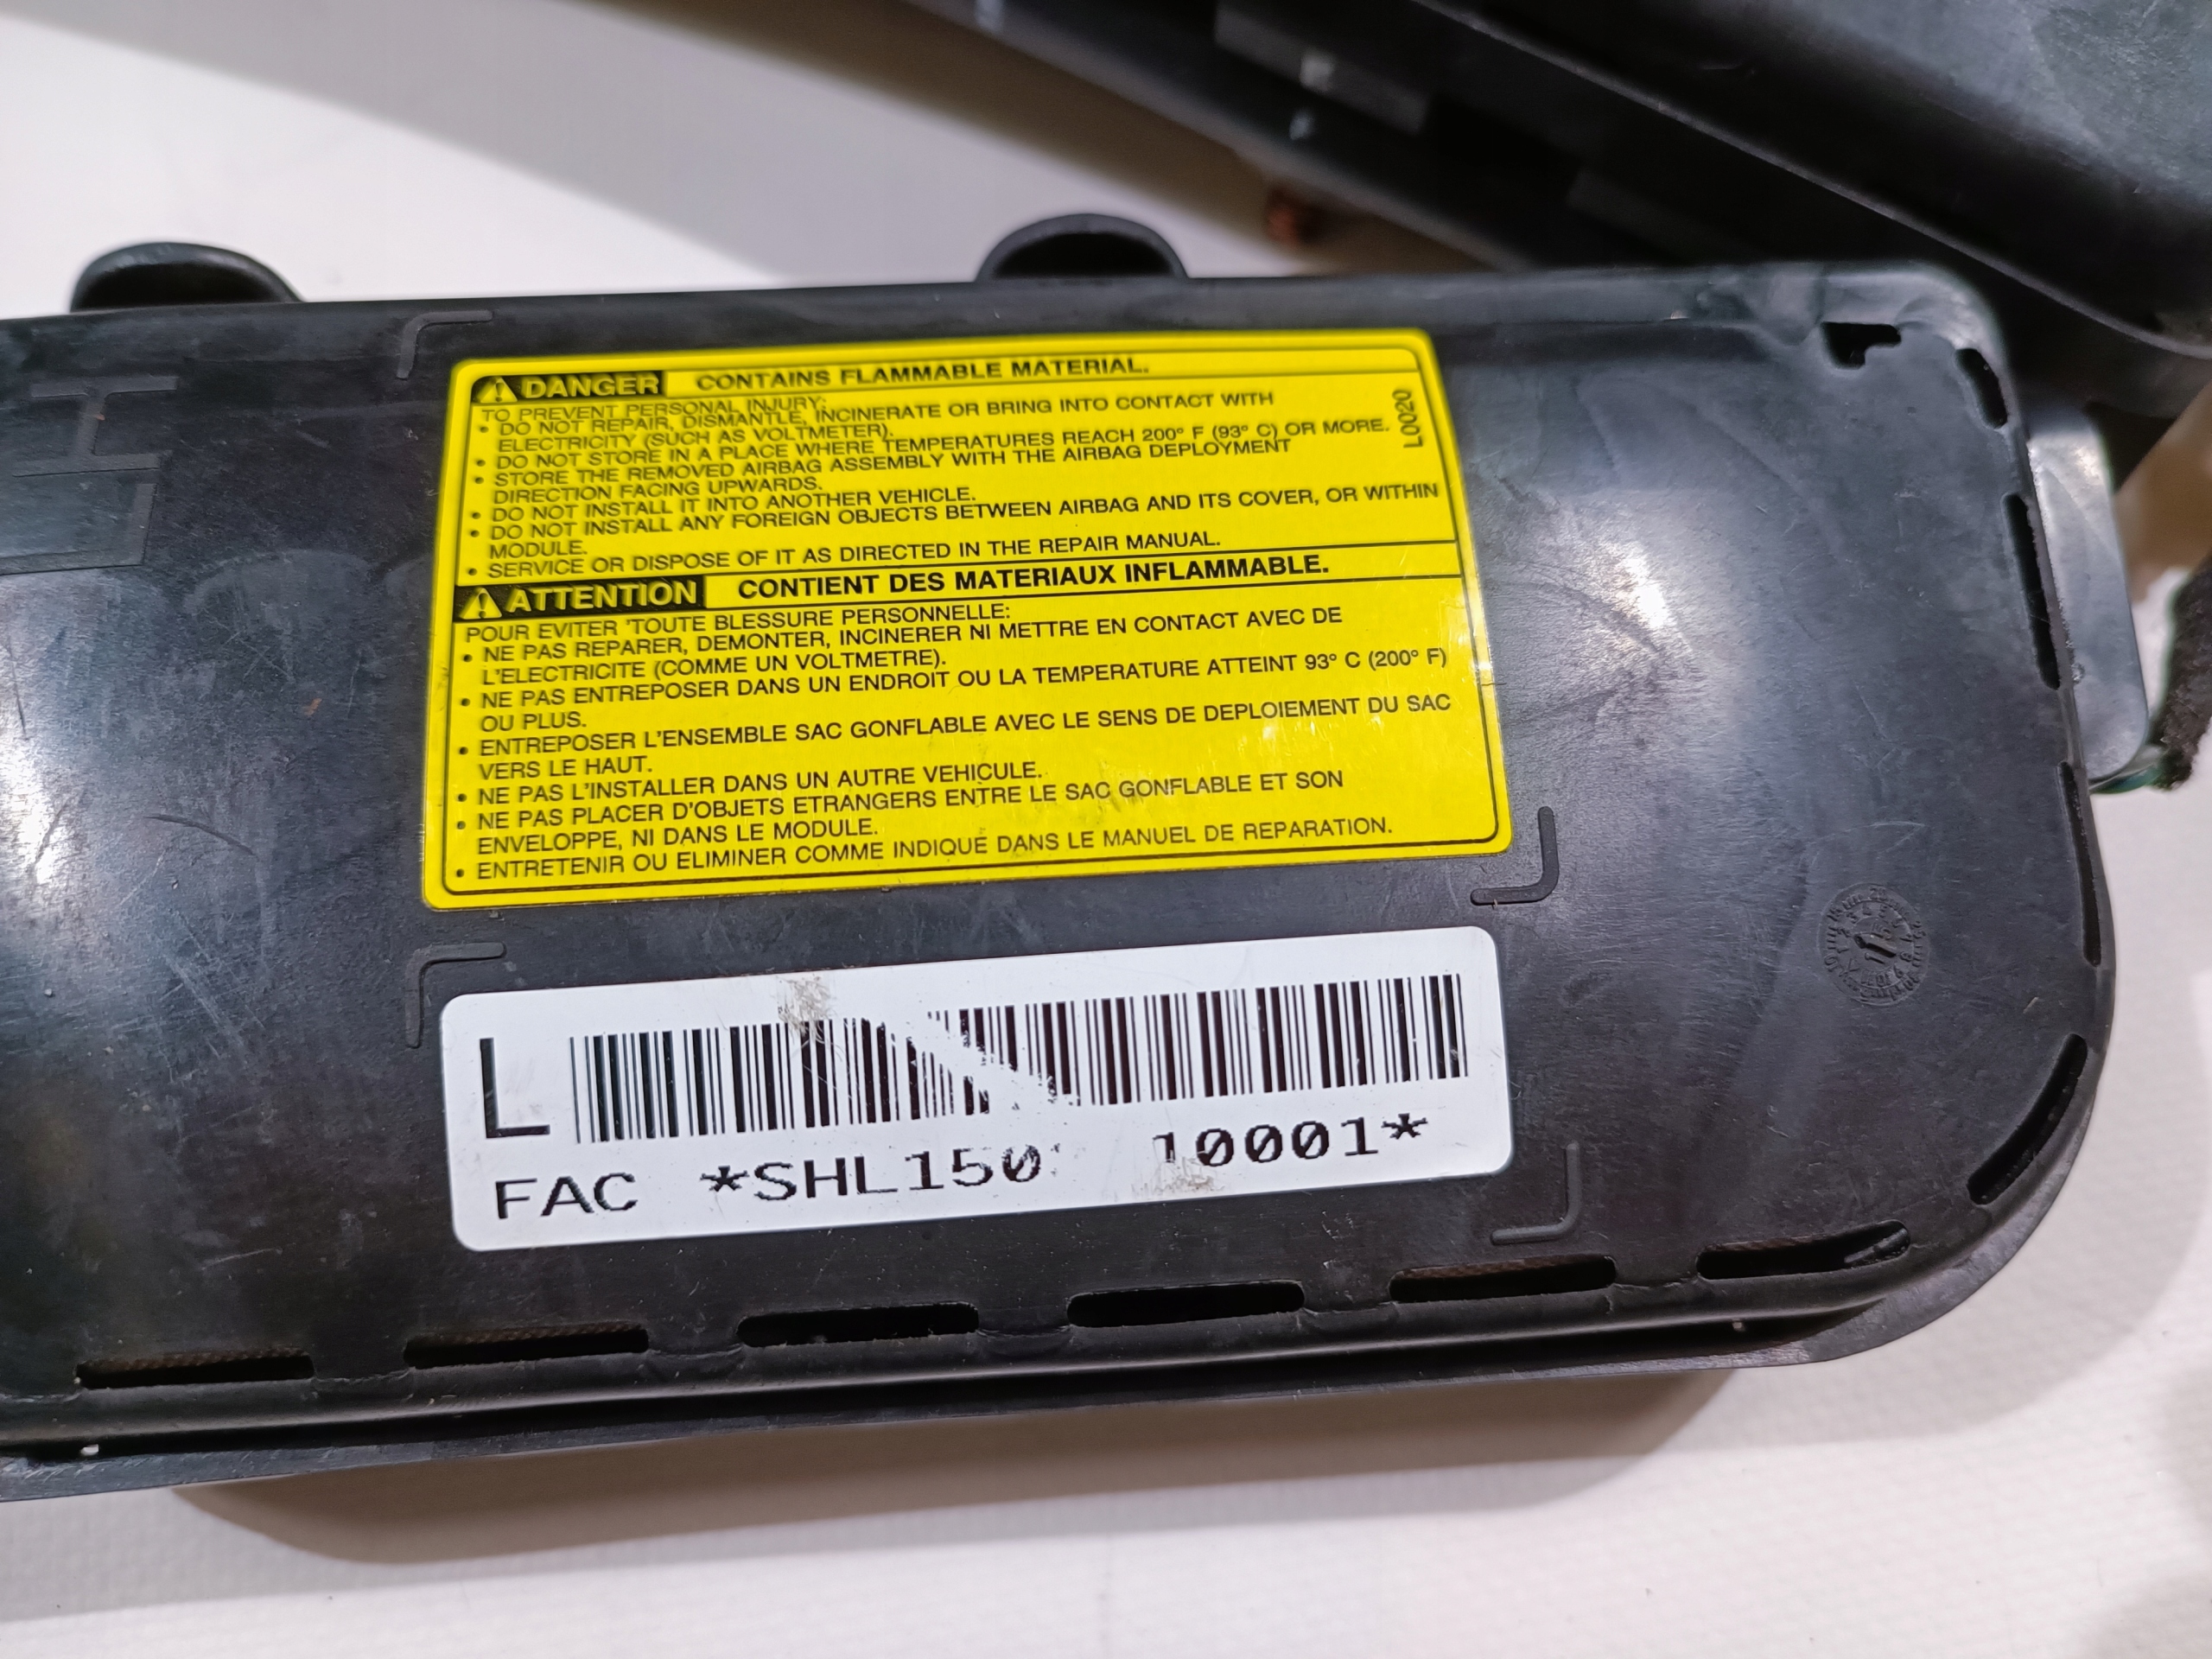 LH
DANGER CONTAINS FLAMMABLE MATERIAL.
TO PREVENT PERSONAL INJURY:
• DO NOT REPAIR, DISMANTLE, INCINERATE OR BRING INTO CONTACT WITH
ELECTRICITY (SUCH AS VOLTMETER).
• DO NOT STORE IN A PLACE WHERE TEMPERATURES REACH 200° F (93° C) OR MORE.
• STORE THE REMOVED AIRBAG ASSEMBLY WITH THE AIRBAG DEPLOYMENT
DIRECTION FACING UPWARDS.
• DO NOT INSTALL IT INTO ANOTHER VEHICLE.
• DO NOT INSTALL ANY FOREIGN OBJECTS BETWEEN AIRBAG AND ITS COVER, OR WITHIN
MODULE.
• SERVICE OR DISPOSE OF IT AS DIRECTED IN THE REPAIR MANUAL.
L0020
ATTENTION CONTIENT DES MATERIAUX INFLAMMABLE.
POUR EVITER 'TOUTE BLESSURE PERSONNELLE:
• NE PAS REPARER, DEMONTER, INCINERER NI METTRE EN CONTACT AVEC DE
L'ELECTRICITE (COMME UN VOLTMETRE).
• NE PAS ENTREPOSER DANS UN ENDROIT OU LA TEMPERATURE ATTEINT 93° C (200° F)
OU PLUS.
• ENTREPOSER L'ENSEMBLE SAC GONFLABLE AVEC LE SENS DE DEPLOIEMENT DU SAC
VERS LE HAUT.
• NE PAS L'INSTALLER DANS UN AUTRE VEHICULE.
• NE PAS PLACER D'OBJETS ETRANGERS ENTRE LE SAC GONFLABLE ET SON
ENVELOPPE, NI DANS LE MODULE.
• ENTRETENIR OU ELIMINER COMME INDIQUE DANS LE MANUEL DE REPARATION.
L
FAC *SHL150 10001*